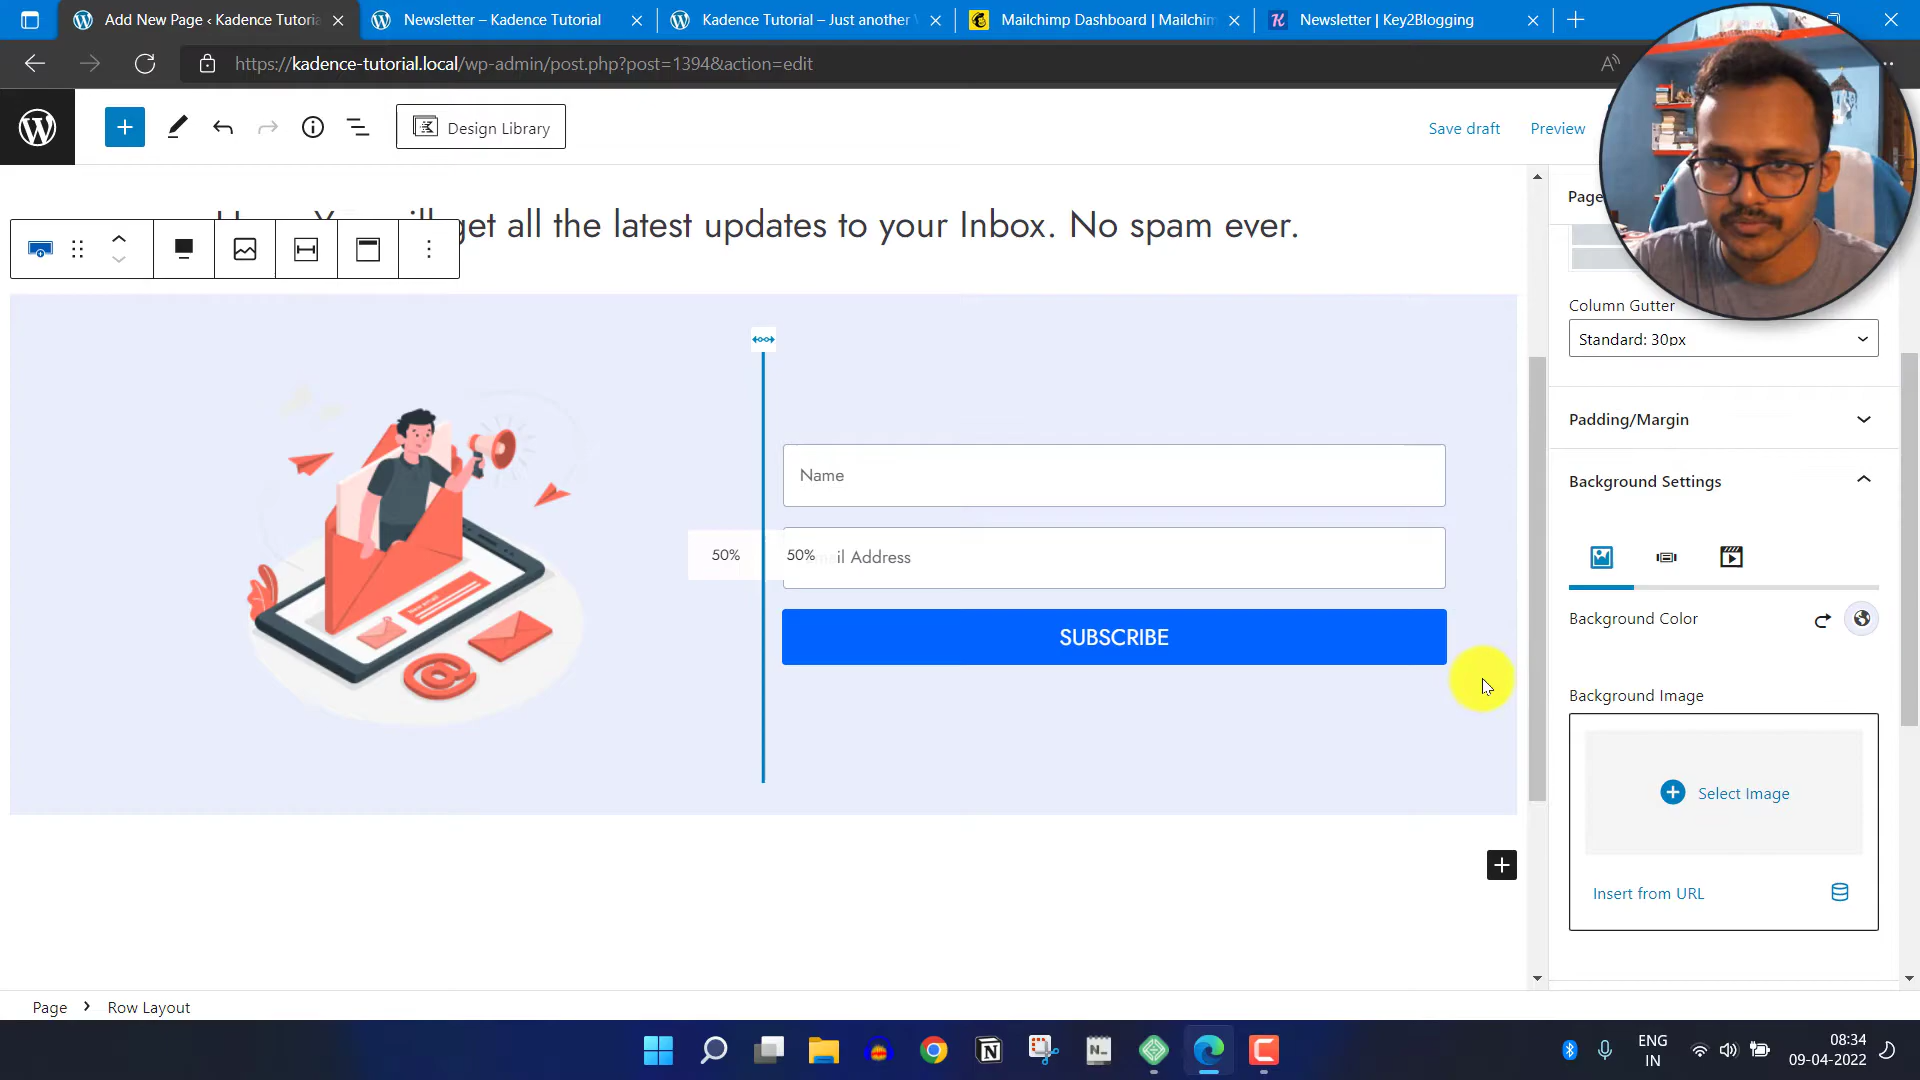 Add New Page ‹ Kadence Tutoria
Newsletter – Kadence Tutorial
Kadence Tutorial – Just another
Mailchimp Dashboard | Mailchim
Newsletter | Key2Blogging
https://kadence-tutorial.local/wp-admin/post.php?post=1394&action=edit
Design Library
Save draft
Preview
get all the latest updates to your Inbox. No spam ever.
Page
Column Gutter
Standard: 30px
Padding/Margin
Background Settings
Name
50%
50%
il Address
SUBSCRIBE
Background Color
Background Image
Select Image
Insert from URL
Page
Row Layout
ENG
IN
08:34
09-04-2022